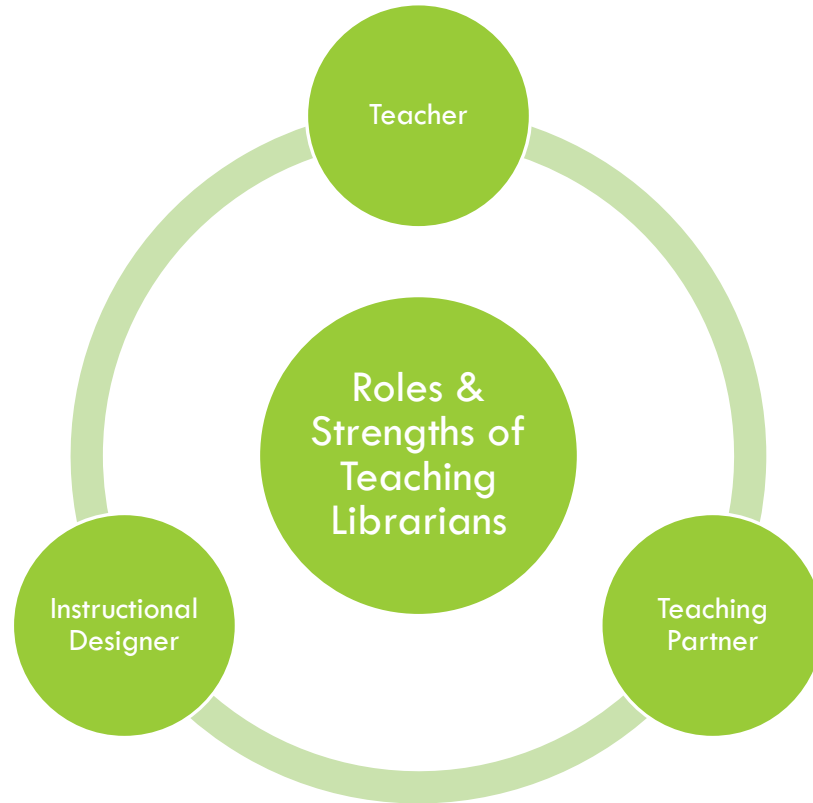 Teacher
Roles &
Strengths of
Teaching
Librarians
Instructional
Designer
Teaching
Partner